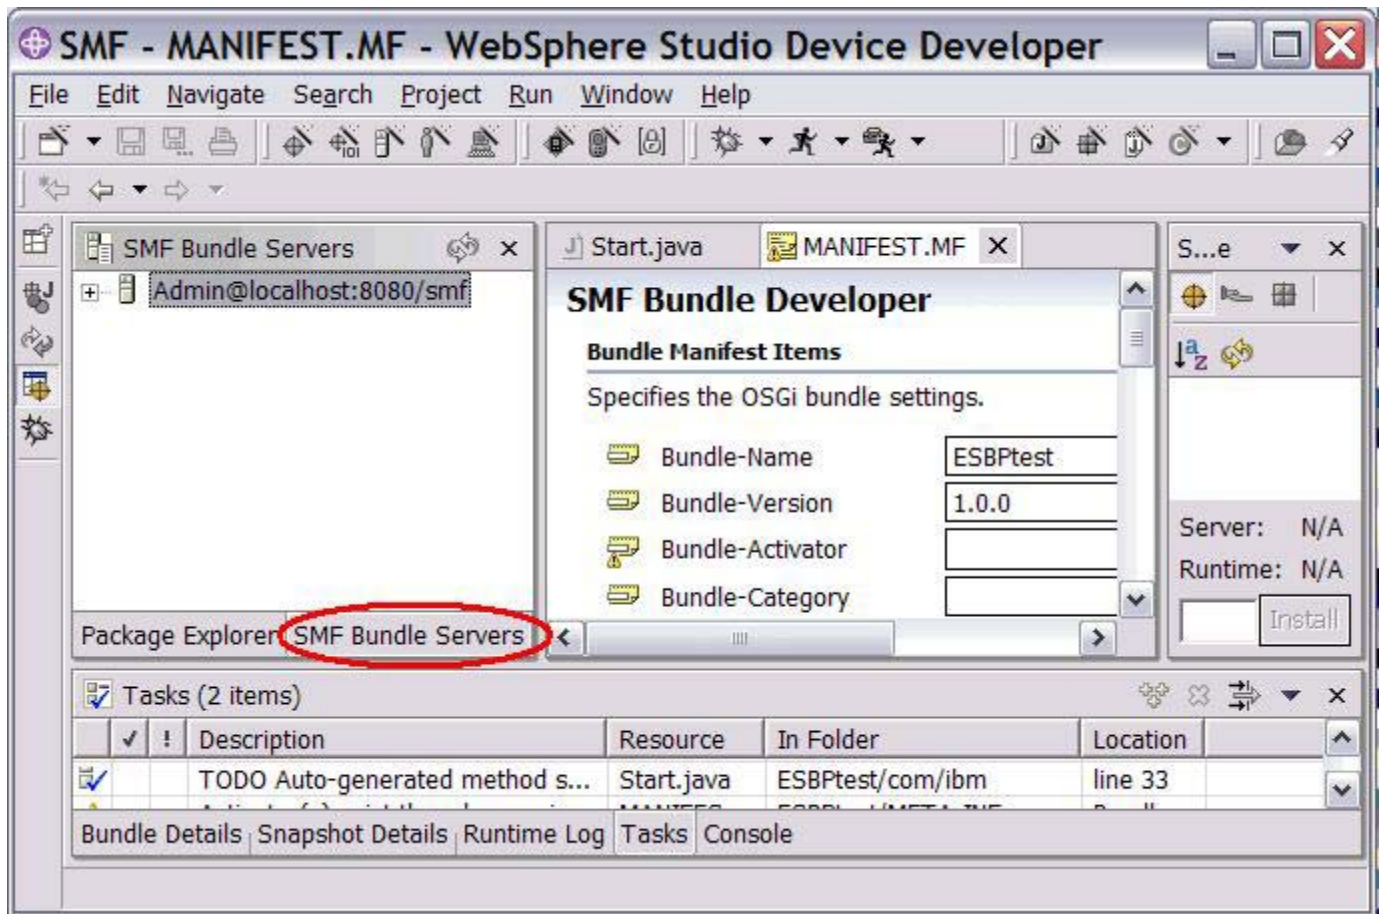 SMF - MANIFEST.MF - WebSphere Studio Device Developer
File Edit Navigate Search Project Run Window Help
SMF Bundle Servers
Admin@localhost:8080/smf
Package Explorer SMF Bundle Servers
Start.java MANIFEST.MF
SMF Bundle Developer
Bundle Manifest Items
Specifies the OSGi bundle settings.
Bundle-Name ESBPtest
Bundle-Version 1.0.0
Bundle-Activator
Bundle-Category
S...e
Server: N/A
Runtime: N/A
Install
Tasks (2 items)
! Description Resource In Folder Location
TODO Auto-generated method s... Start.java ESBPtest/com/ibm line 33
Bundle Details Snapshot Details Runtime Log Tasks Console